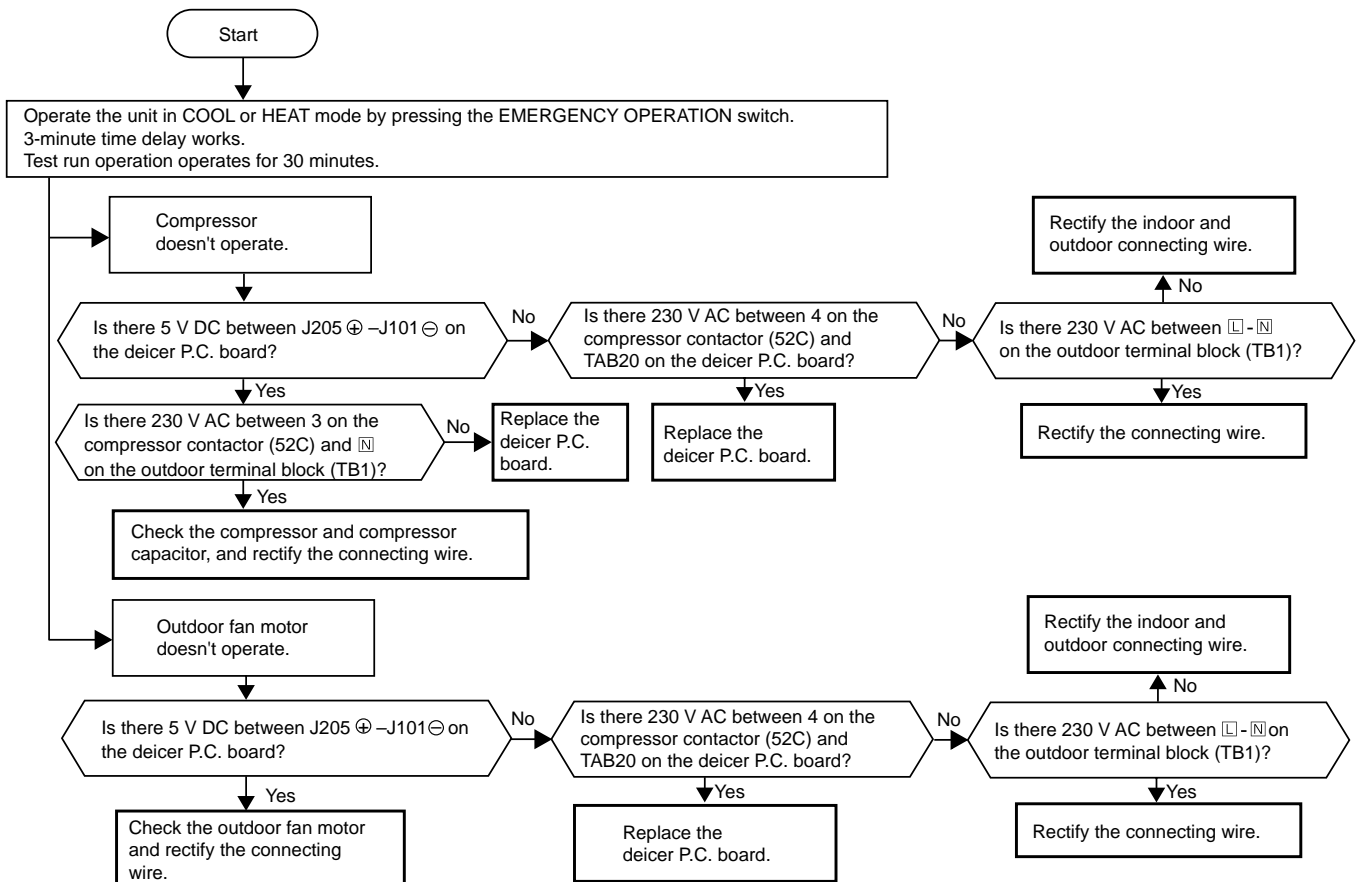 Start
Operate the unit in COOL or HEAT mode by pressing the EMERGENCY OPERATION switch.
3-minute time delay works.
Test run operation operates for 30 minutes.
Compressor
doesn't operate.
Is there 5 V DC between J205 ⊕ –J101 ⊖ on
the deicer P.C. board?
No
Is there 230 V AC between 4 on the
compressor contactor (52C) and
TAB20 on the deicer P.C. board?
No
Is there 230 V AC between 🄻 - 🄽
on the outdoor terminal block (TB1)?
No
Rectify the indoor and
outdoor connecting wire.
Yes
Rectify the connecting wire.
Yes
Replace the
deicer P.C. board.
Yes
Is there 230 V AC between 3 on the
compressor contactor (52C) and 🄽
on the outdoor terminal block (TB1)?
No
Replace the
deicer P.C.
board.
Yes
Check the compressor and compressor
capacitor, and rectify the connecting wire.
Outdoor fan motor
doesn't operate.
Is there 5 V DC between J205 ⊕ –J101⊖ on
the deicer P.C. board?
No
Is there 230 V AC between 4 on the
compressor contactor (52C) and
TAB20 on the deicer P.C. board?
No
Is there 230 V AC between 🄻 - 🄽 on
the outdoor terminal block (TB1)?
No
Rectify the indoor and
outdoor connecting wire.
Yes
Rectify the connecting wire.
Yes
Replace the
deicer P.C. board.
Yes
Check the outdoor fan motor
and rectify the connecting
wire.